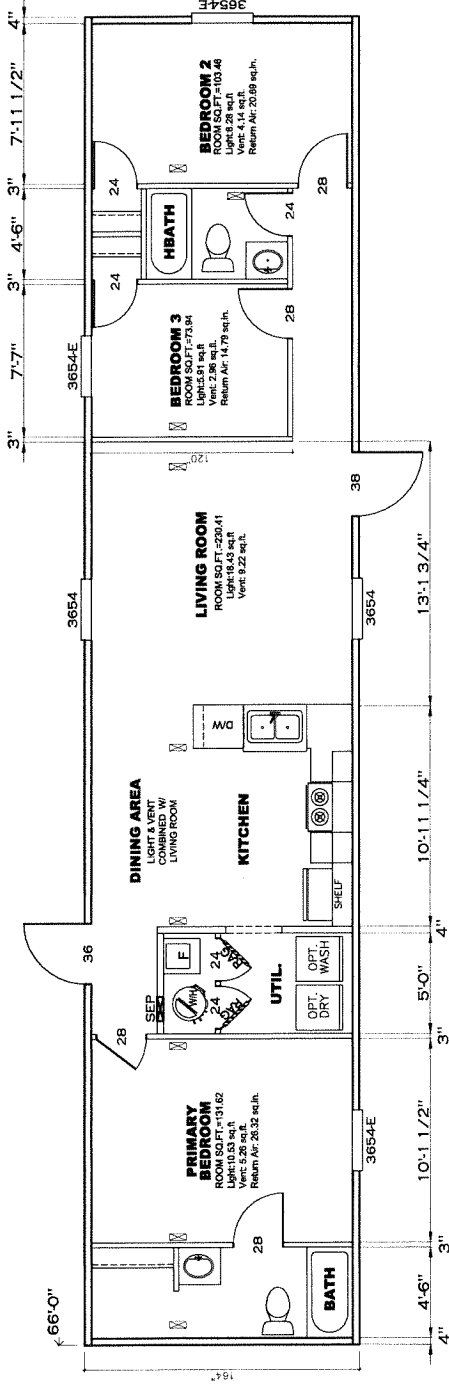 66'-0"
164"
4"
4'-6"
3"
10'-1 1/2"
3"
5'-0"
4"
10'-11 1/4"
13'-1 3/4"
BATH
28
PRIMARY
BEDROOM
ROOM SQ.FT.=131.62
Light:10.53 sq.ft
Vent: 5.26 sq.ft.
Return Air: 26.32 sq.in.
3654-E
28
SEP
W/H
F
24
24
RAG
RAG
UTIL.
OPT.
DRY
OPT.
WASH
36
DINING AREA
LIGHT & VENT
COMBINED W/
LIVING ROOM
KITCHEN
SHELF
D/W
3654
LIVING ROOM
ROOM SQ.FT.=230.41
Light:18.43 sq.ft
Vent: 9.22 sq.ft.
3654
38
120"
3"
7'-7"
3"
4'-6"
3"
7'-11 1/2"
4"
3654-E
BEDROOM 3
ROOM SQ.FT.=73.94
Light:5.91 sq.ft
Vent: 2.96 sq.ft.
Return Air: 14.79 sq.in.
28
24
24
HBATH
24
28
BEDROOM 2
ROOM SQ.FT.=103.46
Light:8.28 sq.ft
Vent: 4.14 sq.ft.
Return Air: 20.69 sq.in.
3654-E